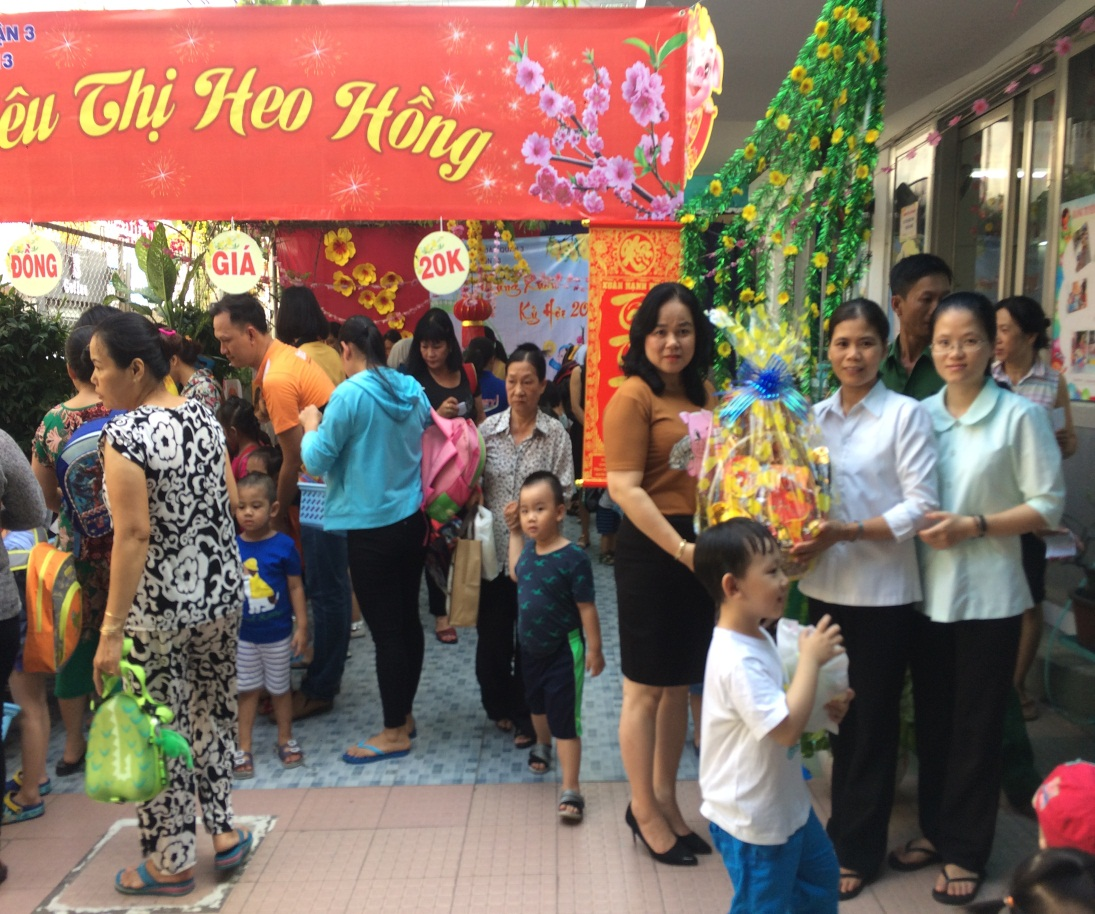 ẬN 3
3
êu Thị Heo Hồng
ĐỒNG
GIÁ
20K
XUÂN HẠNH
Kỷ Hợi 20